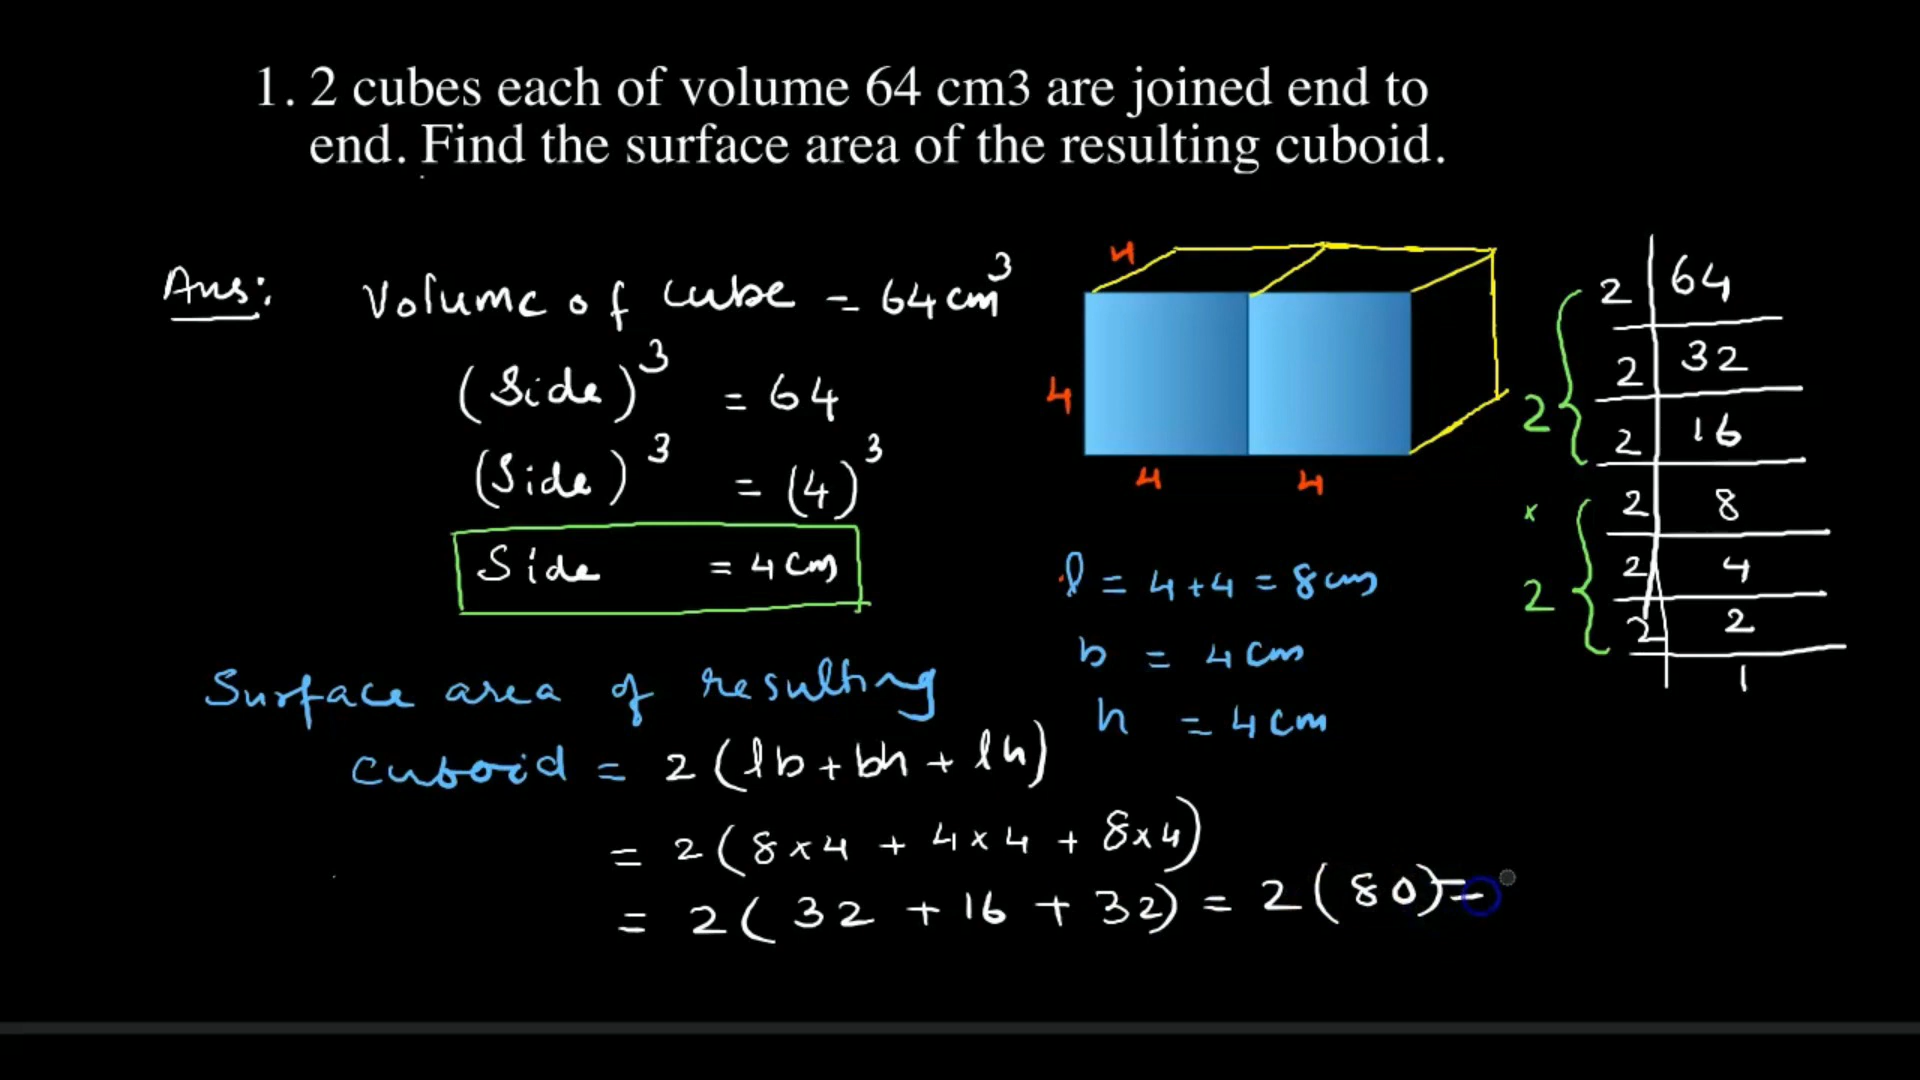 1. 2 cubes each of volume 64 cm3 are joined end to
end. Find the surface area of the resulting cuboid.
Ans: Volume of cube = 64 cm³
(Side)³ = 64
(Side)³ = (4)³
Side = 4 cm
4
4
4 4
l = 4+4 = 8 cm
b = 4 cm
h = 4 cm
2 | 64
2 | 32
2 | 16
2 | 8
2 | 4
2 | 2
1
2
×
2
Surface area of resulting
cuboid = 2 (lb + bh + lh)
= 2 (8 × 4 + 4 × 4 + 8 × 4)
= 2 ( 32 + 16 + 32) = 2 ( 80) =